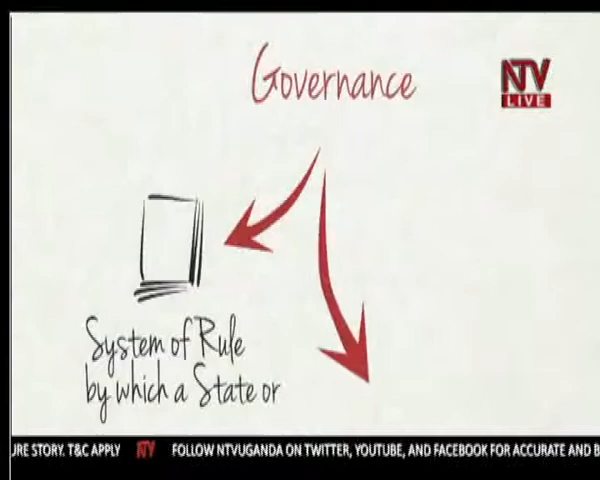 Governance
NTV
LIVE
System of Rule
by which a State or
URE STORY. T&C APPLY NTV FOLLOW NTVUGANDA ON TWITTER, YOUTUBE, AND FACEBOOK FOR ACCURATE AND B